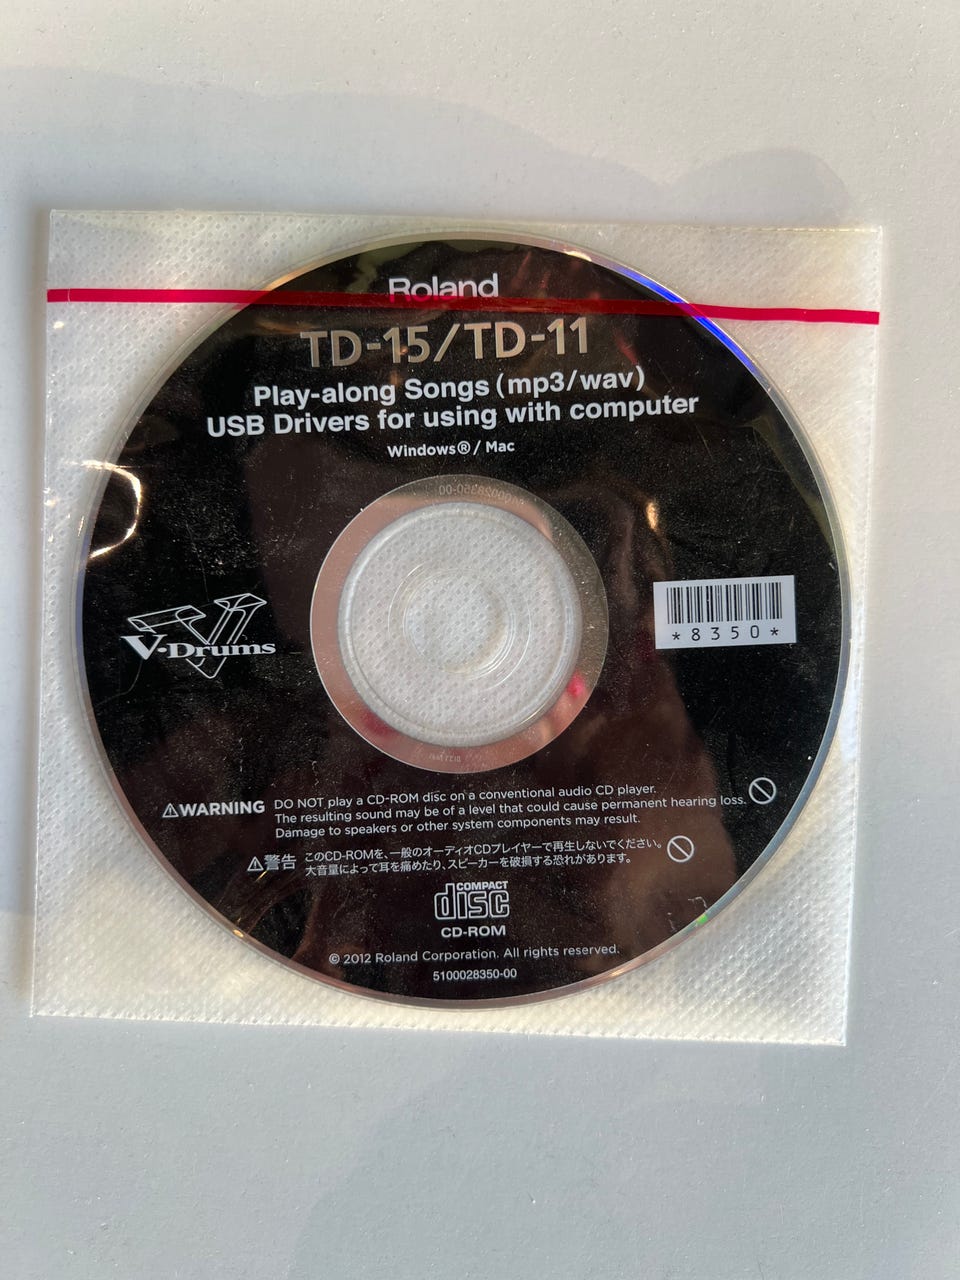 Roland
TD-15/TD-11
Play-along Songs (mp3/wav)
USB Drivers for using with computer
Windows®/ Mac
V-Drums
*8350*
⚠WARNING DO NOT play a CD-ROM disc on a conventional audio CD player.
The resulting sound may be of a level that could cause permanent hearing loss.
Damage to speakers or other system components may result.
⚠警告 このCD-ROMを、一般のオーディオCDプレイヤーで再生しないでください。
大音量によって耳を痛めたり、スピーカーを破損する恐れがあります。
COMPACT
disc
CD-ROM
© 2012 Roland Corporation. All rights reserved.
5100028350-00